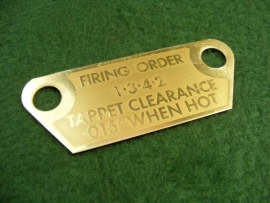 FIRING ORDER
1·3·4·2
TAPPET CLEARANCE
·015" WHEN HOT